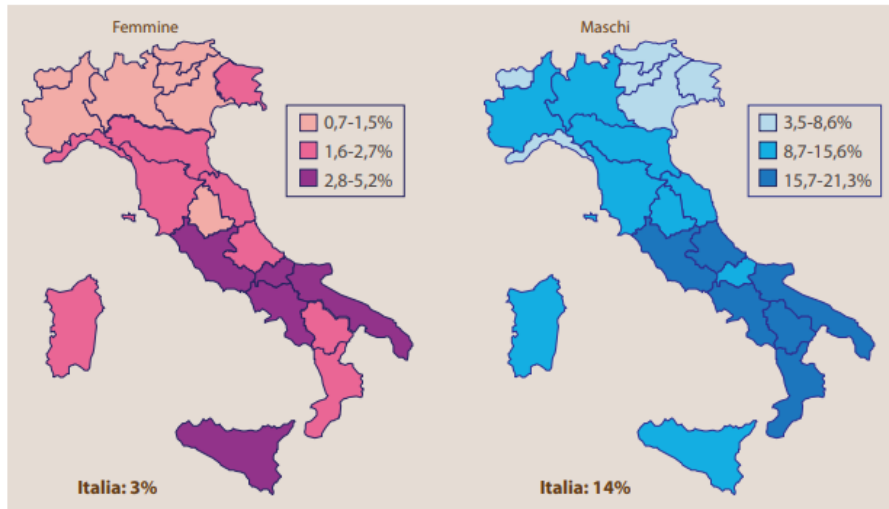 Femmine
0,7-1,5%
1,6-2,7%
2,8-5,2%
Italia: 3%
Maschi
3,5-8,6%
8,7-15,6%
15,7-21,3%
Italia: 14%